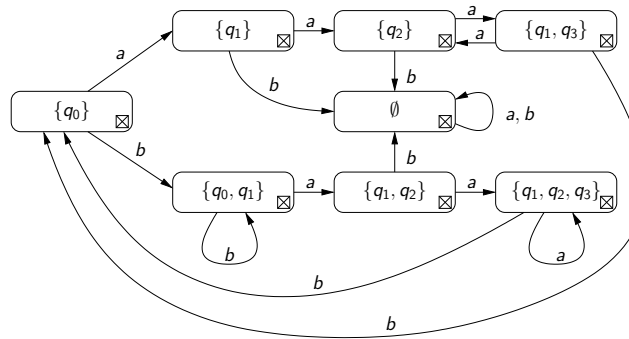 {q₁} a {q₂} a a {q₁, q₃}
a b b
{q₀} ∅ a, b
b b
{q₀, q₁} a {q₁, q₂} a {q₁, q₂, q₃}
b a
b
b